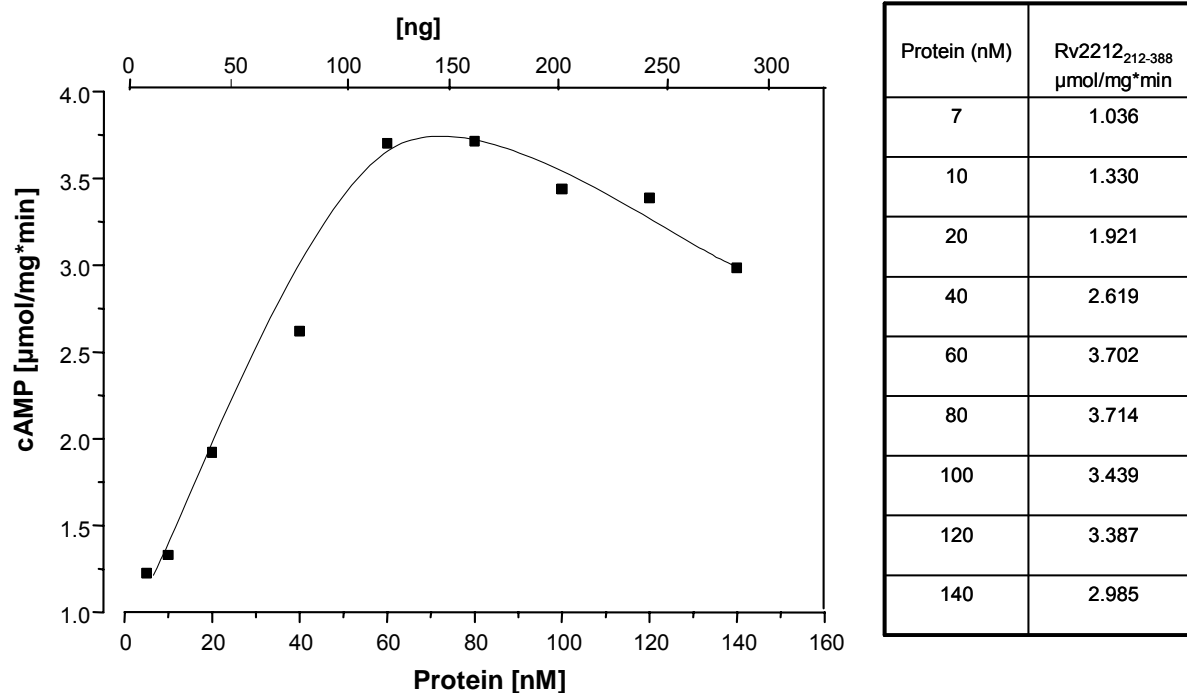 [ng]
0 50 100 150 200 250 300
4.0
3.5
3.0
2.5
2.0
1.5
1.0
cAMP [µmol/mg*min]
0 20 40 60 80 100 120 140 160
Protein [nM]
Protein (nM) Rv2212212-388
µmol/mg*min
7 1.036
10 1.330
20 1.921
40 2.619
60 3.702
80 3.714
100 3.439
120 3.387
140 2.985